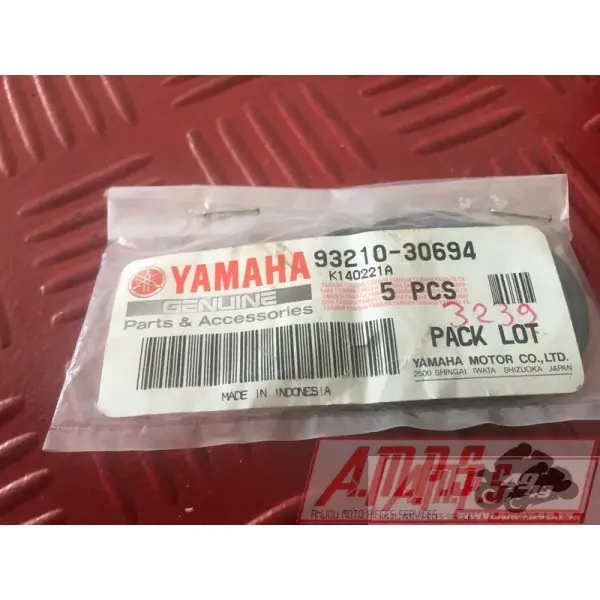 YAMAHA
GENUINE
Parts & Accessories
93210-30694
K140221A
5 PCS
3239
PACK LOT
YAMAHA MOTOR CO.,LTD.
2500 SHINGAI IWATA SHIZUOKA JAPAN
MADE IN INDONESIA
A.M.P.S